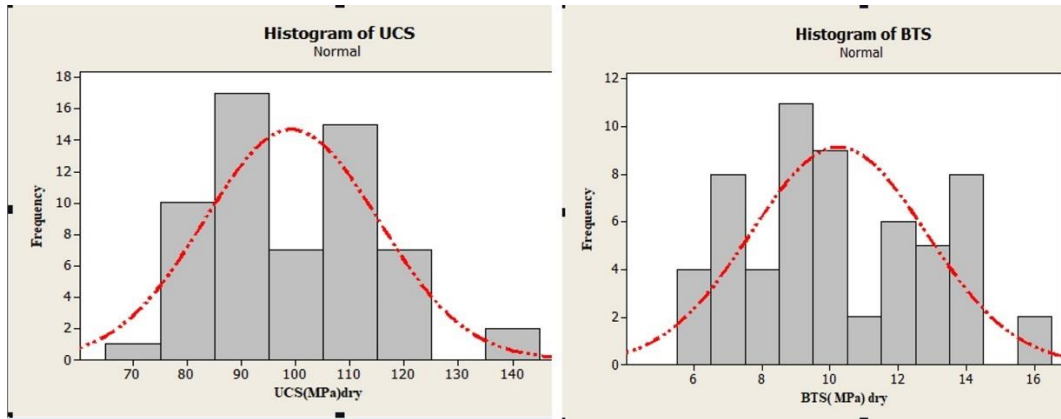 Histogram of UCS
Normal
18
16
14
12
10
8
6
4
2
0
Frequency
70 80 90 100 110 120 130 140
UCS(MPa)dry
Histogram of BTS
Normal
12
10
8
6
4
2
0
Frequency
6 8 10 12 14 16
BTS( MPa) dry